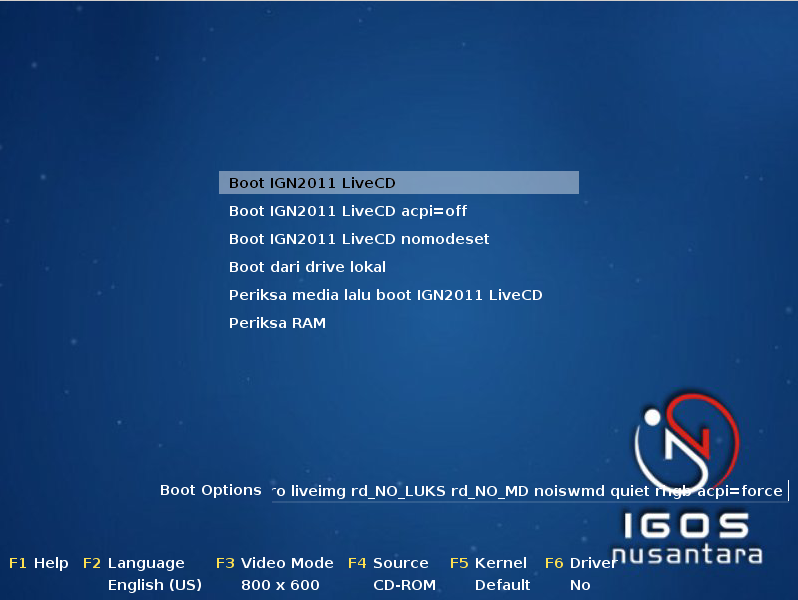 Boot IGN2011 LiveCD
Boot IGN2011 LiveCD acpi=off
Boot IGN2011 LiveCD nomodeset
Boot dari drive lokal
Periksa media lalu boot IGN2011 LiveCD
Periksa RAM
Boot Options ro liveimg rd_NO_LUKS rd_NO_MD noiswmd quiet rhgb acpi=force
IGOS
nusantara
F1 Help F2 Language F3 Video Mode F4 Source F5 Kernel F6 Driver
English (US) 800 x 600 CD-ROM Default No